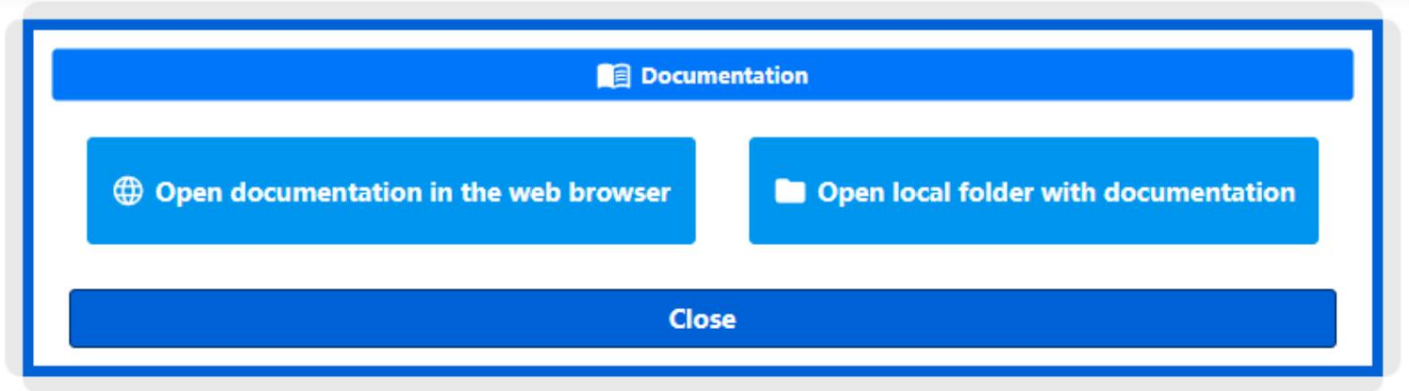 Documentation
Open documentation in the web browser
Open local folder with documentation
Close